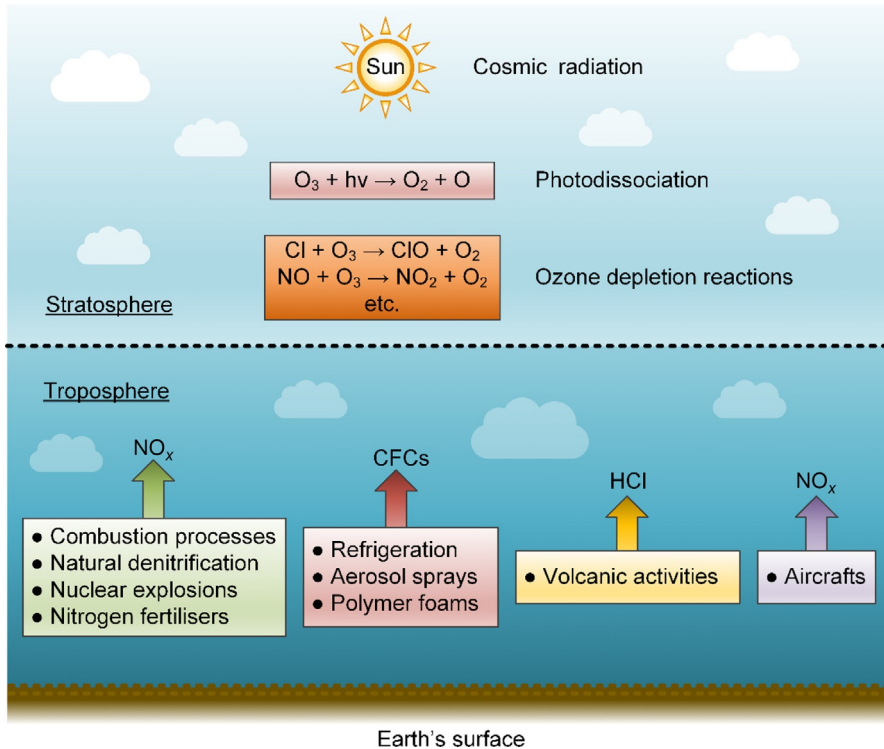 Sun
Cosmic radiation
O₃ + hv → O₂ + O
Photodissociation
Cl + O₃ → ClO + O₂
NO + O₃ → NO₂ + O₂
etc.
Ozone depletion reactions
Stratosphere
Troposphere
NOₓ
CFCs
HCl
NOₓ
● Combustion processes
● Natural denitrification
● Nuclear explosions
● Nitrogen fertilisers
● Refrigeration
● Aerosol sprays
● Polymer foams
● Volcanic activities
● Aircrafts
Earth's surface